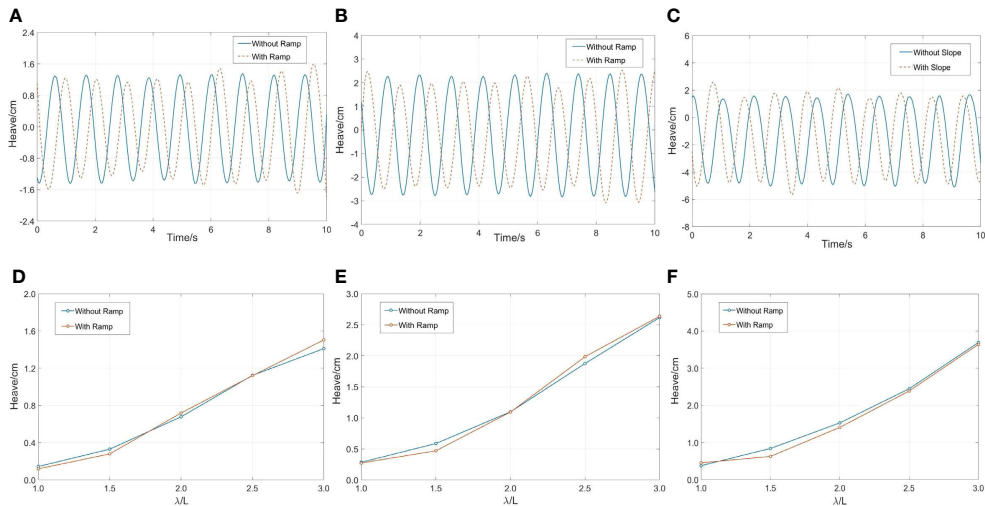 A
2.4
1.6
0.8
0.0
-0.8
-1.6
-2.4
Heave/cm
0 2 4 6 8 10
Time/s
Without Ramp
With Ramp
B
4
3
2
1
0
-1
-2
-3
-4
Heave/cm
0 2 4 6 8 10
Time/s
Without Ramp
With Ramp
C
6
4
2
0
-2
-4
-6
-8
Heave/cm
0 2 4 6 8 10
Time/s
Without Slope
With Slope
D
2.0
1.6
1.2
0.8
0.4
0.0
Heave/cm
1.0 1.5 2.0 2.5 3.0
λ/L
Without Ramp
With Ramp
E
3.0
2.5
2.0
1.5
1.0
0.5
0.0
Heave/cm
1.0 1.5 2.0 2.5 3.0
λ/L
Without Ramp
With Ramp
F
5.0
4.0
3.0
2.0
1.0
0.0
Heave/cm
1.0 1.5 2.0 2.5 3.0
λ/L
Without Ramp
With Ramp